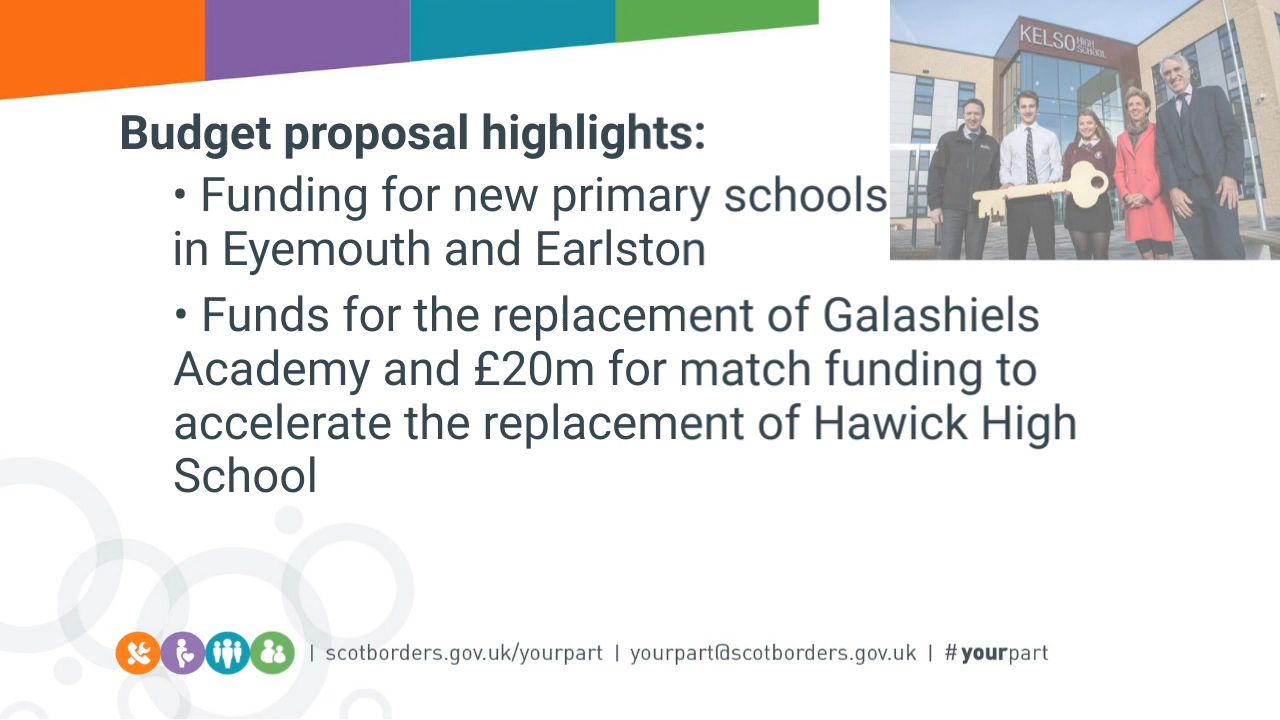 KELSO HIGH SCHOOL
Budget proposal highlights:
• Funding for new primary schools
in Eyemouth and Earlston
• Funds for the replacement of Galashiels
Academy and £20m for match funding to
accelerate the replacement of Hawick High
School
| scotborders.gov.uk/yourpart | yourpart@scotborders.gov.uk | #yourpart